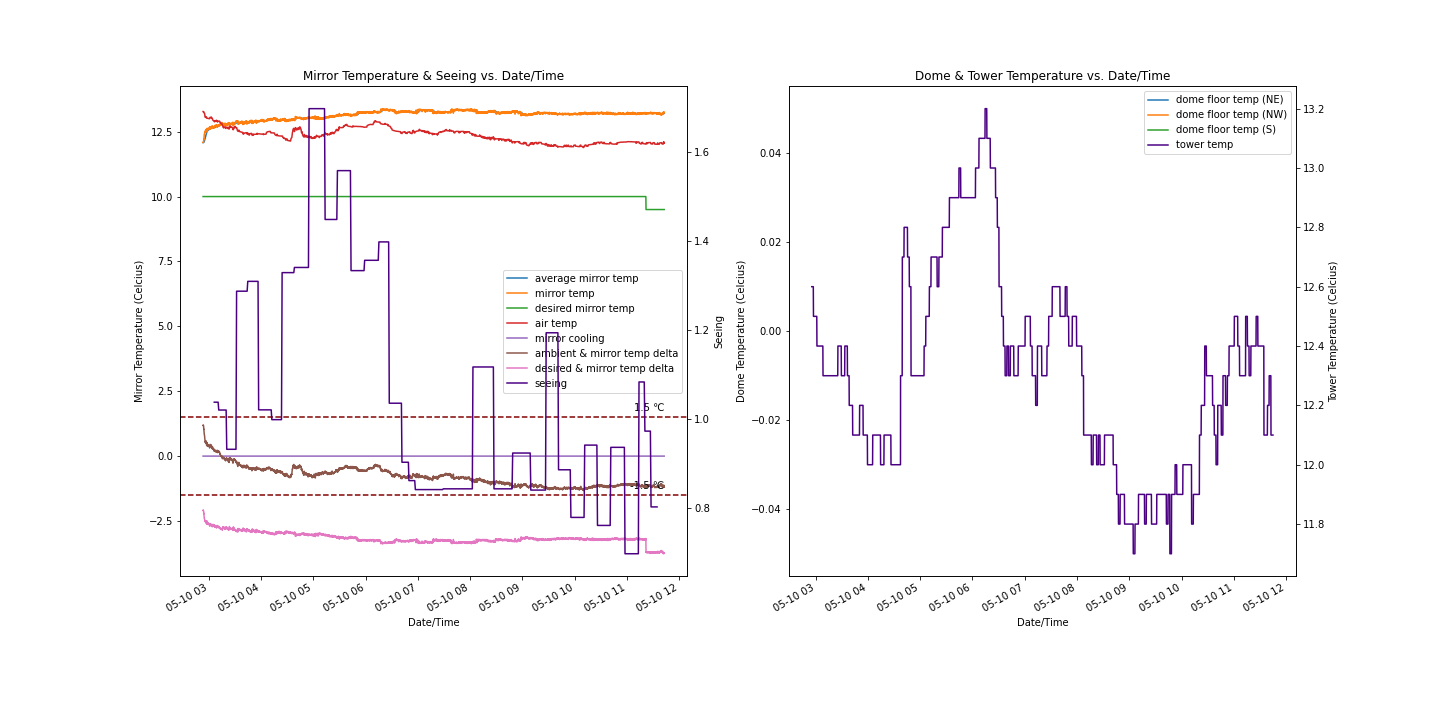 Mirror Temperature & Seeing vs. Date/Time
Mirror Temperature (Celcius)
12.5
10.0
7.5
5.0
2.5
0.0
−2.5
1.6
1.4
1.2
1.0
0.8
Seeing
average mirror temp
mirror temp
desired mirror temp
air temp
mirror cooling
ambient & mirror temp delta
desired & mirror temp delta
seeing
1.5 °C
-1.5 °C
05-10 03
05-10 04
05-10 05
05-10 06
05-10 07
05-10 08
05-10 09
05-10 10
05-10 11
05-10 12
Date/Time
Dome & Tower Temperature vs. Date/Time
Dome Temperature (Celcius)
0.04
0.02
0.00
−0.02
−0.04
dome floor temp (NE)
dome floor temp (NW)
dome floor temp (S)
tower temp
13.2
13.0
12.8
12.6
12.4
12.2
12.0
11.8
Tower Temperature (Celcius)
05-10 03
05-10 04
05-10 05
05-10 06
05-10 07
05-10 08
05-10 09
05-10 10
05-10 11
05-10 12
Date/Time